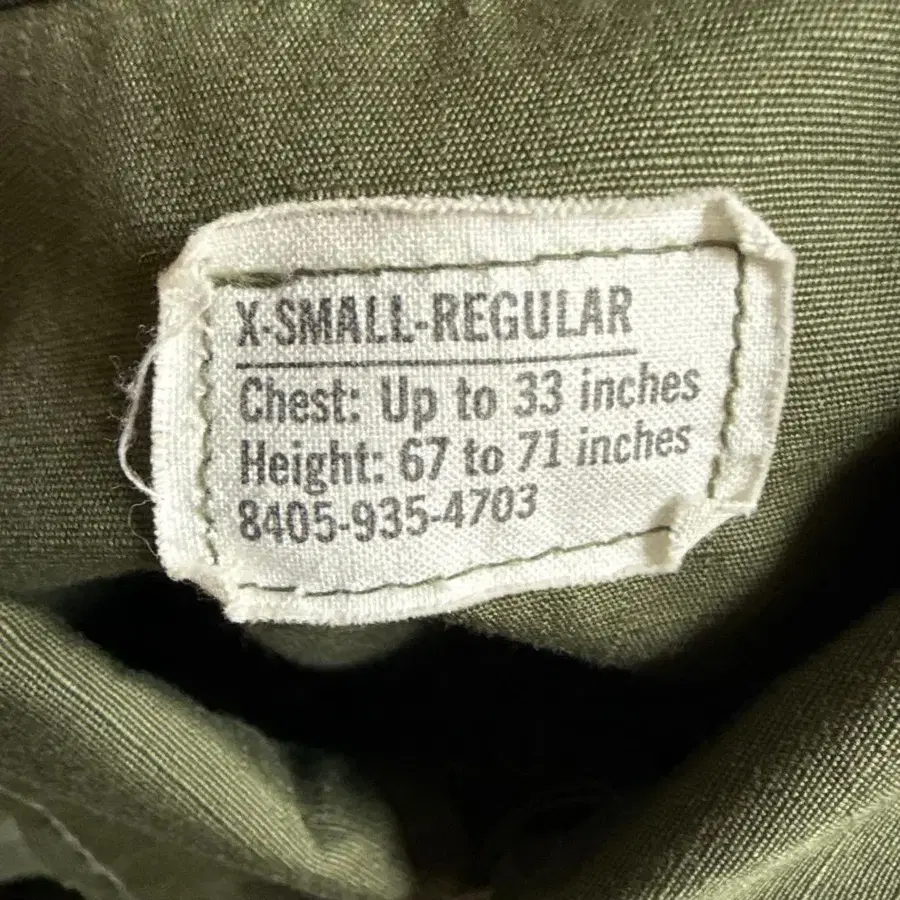 X-SMALL-REGULAR
Chest: Up to 33 inches
Height: 67 to 71 inches
8405-935-4703